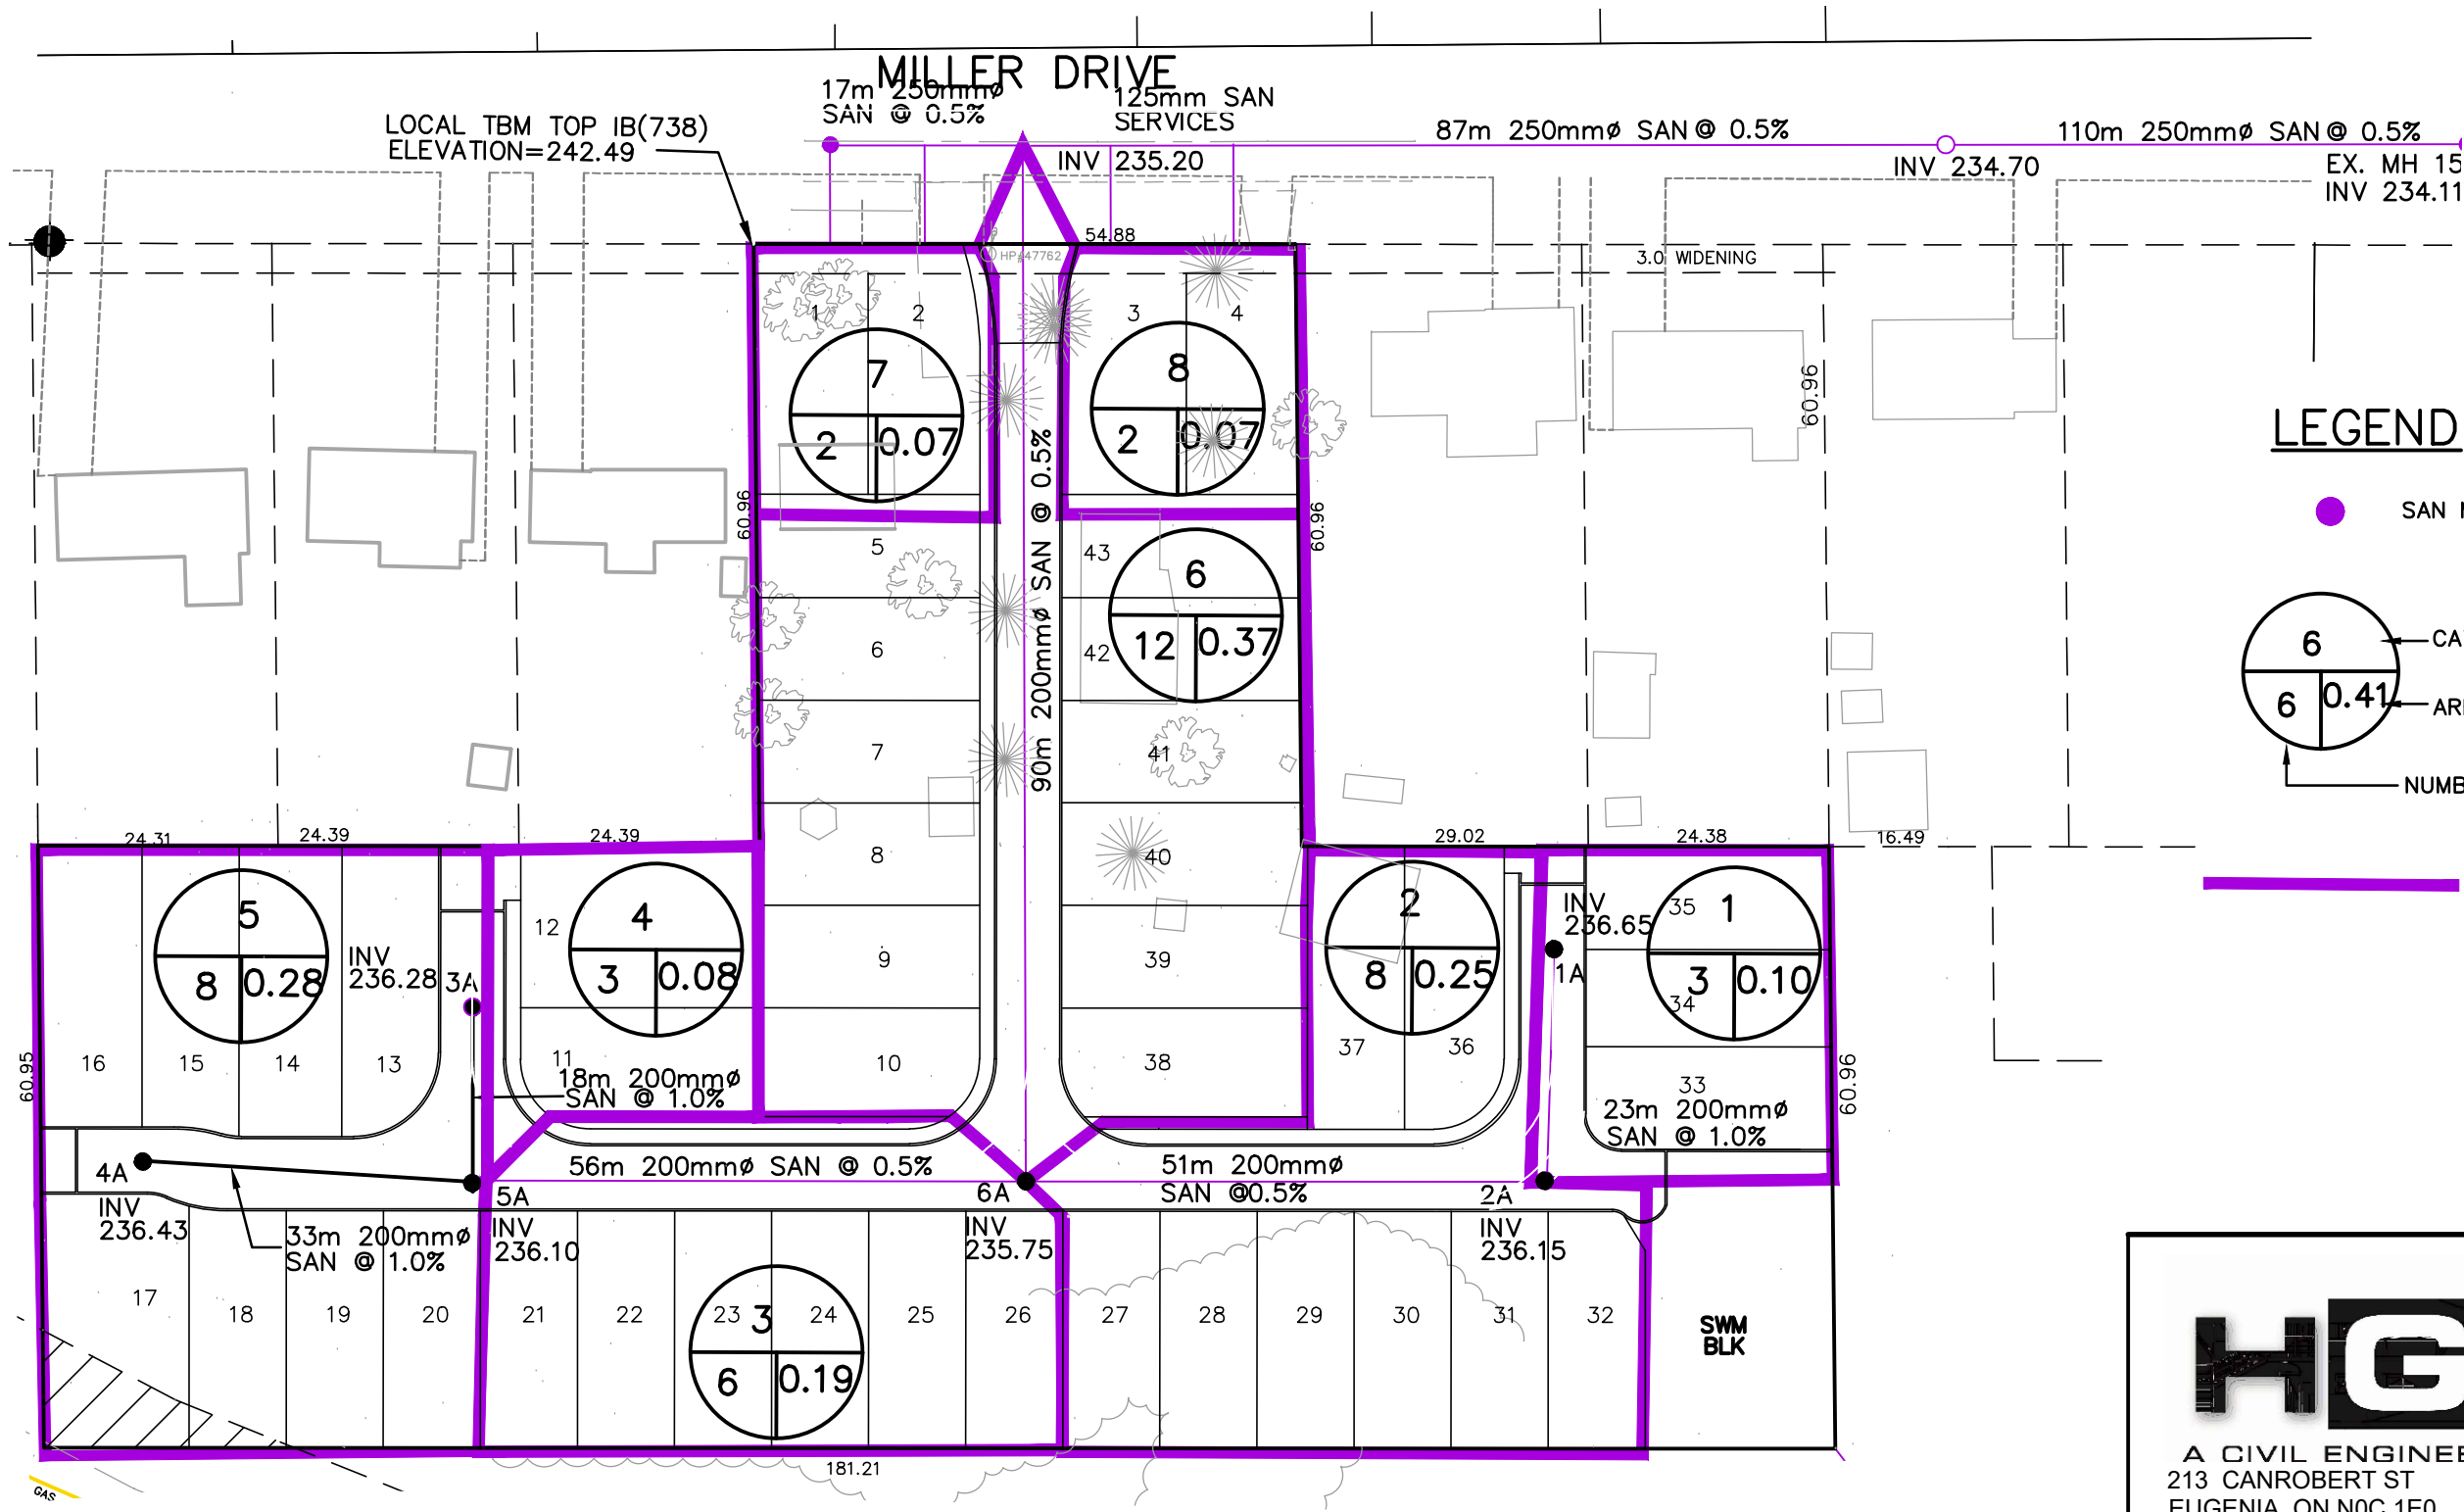 MILLER DRIVE
17m 250mmø
SAN @ 0.5%
125mm SAN
SERVICES
LOCAL TBM TOP IB(738)
ELEVATION=242.49
87m 250mmø SAN @ 0.5%
110m 250mmø SAN @ 0.5%
INV 235.20
INV 234.70
EX. MH 15
INV 234.11
54.88
HP#47762
3.0 WIDENING
1
2
3
4
7
2
0.07
8
2
0.07
60.96
60.96
60.96
90m 200mmø SAN @ 0.5%
LEGEND
SAN
6
CA
6
0.41
AR
NUMB
5
43
6
12
0.37
6
42
7
41
8
40
24.31
24.39
24.39
29.02
24.38
16.49
5
8
0.28
INV
236.28
3A
12
4
3
0.08
9
39
2
8
0.25
INV
236.65
1A
35
1
3
0.10
34
60.95
16
15
14
13
11
10
38
37
36
33
60.96
18m 200mmø
SAN @ 1.0%
23m 200mmø
SAN @ 1.0%
4A
INV
236.43
56m 200mmø SAN @ 0.5%
51m 200mmø
SAN @0.5%
5A
INV
236.10
6A
INV
235.75
2A
INV
236.15
33m 200mmø
SAN @ 1.0%
17
18
19
20
21
22
23
24
25
26
27
28
29
30
31
32
3
6
0.19
SWM
BLK
181.21
GAS
HG
A CIVIL ENGINEE
213 CANROBERT ST
EUGENIA, ON N0C 1E0